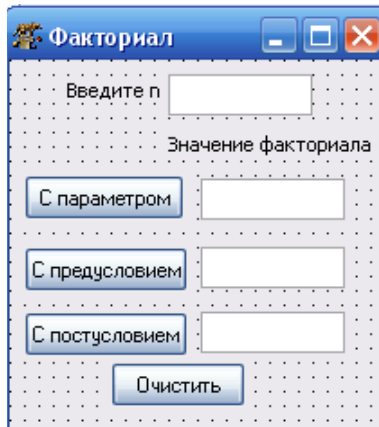 Факториал
Введите n
Значение факториала
С параметром
С предусловием
С постусловием
Очистить